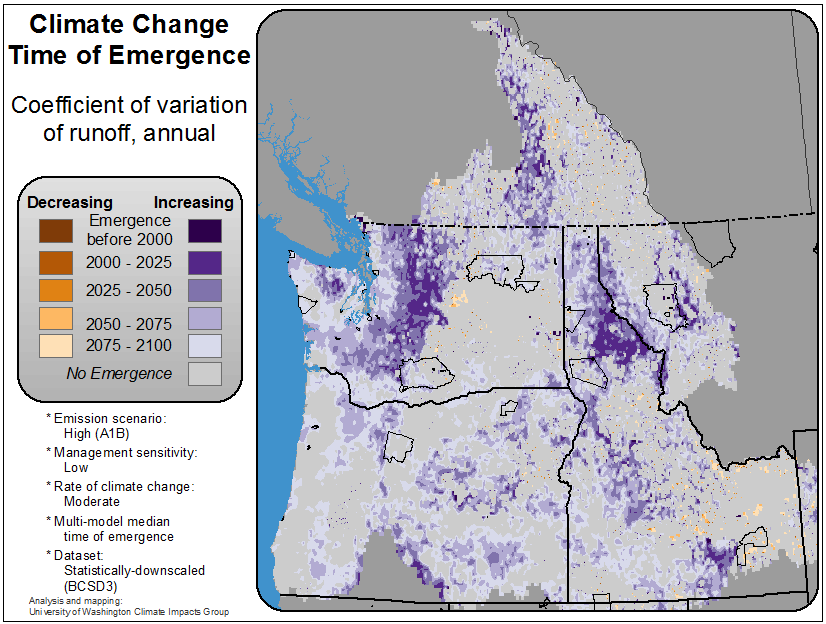 Climate Change
Time of Emergence
Coefficient of variation
of runoff, annual
Decreasing Increasing
Emergence
before 2000
2000 - 2025
2025 - 2050
2050 - 2075
2075 - 2100
No Emergence
* Emission scenario:
High (A1B)
* Management sensitivity:
Low
* Rate of climate change:
Moderate
* Multi-model median
time of emergence
* Dataset:
Statistically-downscaled
(BCSD3)
Analysis and mapping:
University of Washington Climate Impacts Group